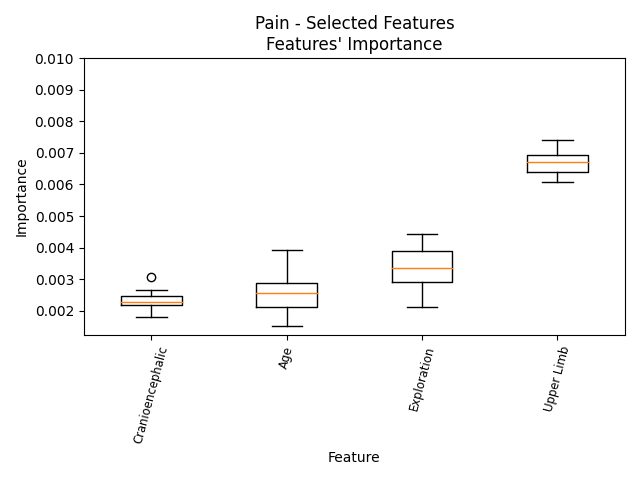 Pain - Selected Features
Features' Importance
0.010
0.009
0.008
0.007
0.006
0.005
0.004
0.003
0.002
Importance
Cranioencephalic
Age
Exploration
Upper Limb
Feature